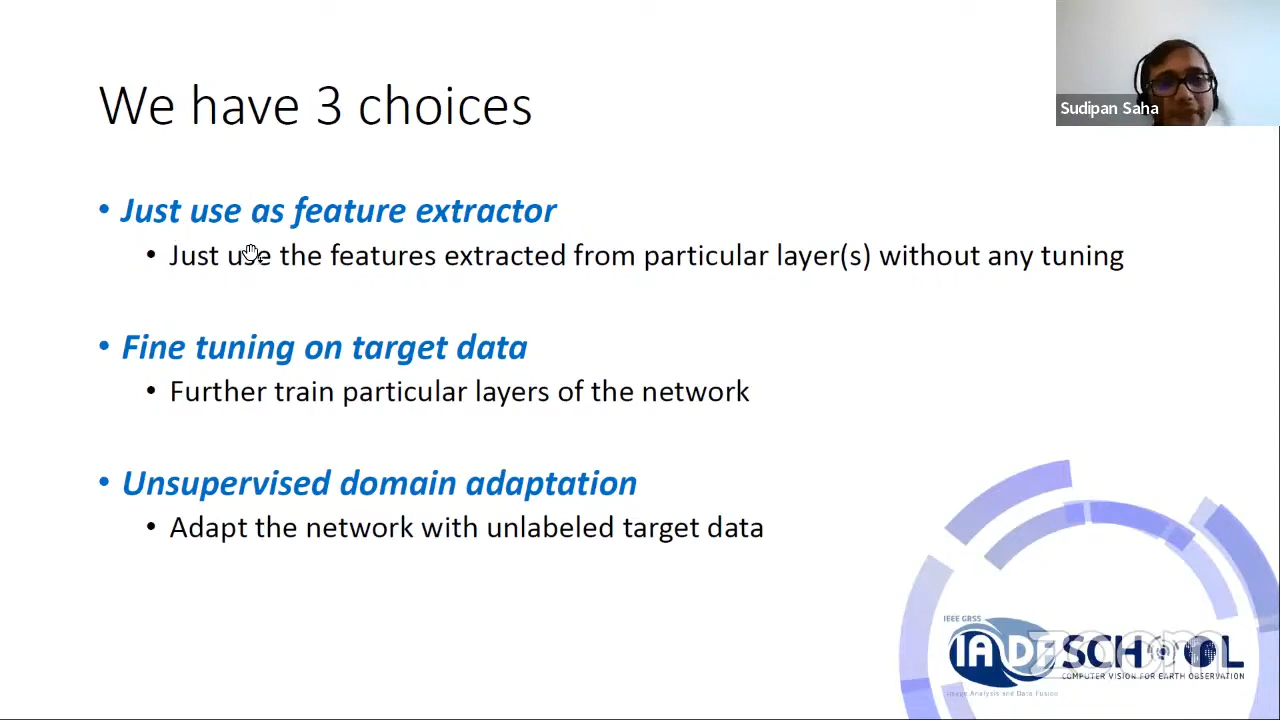 We have 3 choices
Sudipan Saha
• Just use as feature extractor
• Just use the features extracted from particular layer(s) without any tuning
• Fine tuning on target data
• Further train particular layers of the network
• Unsupervised domain adaptation
• Adapt the network with unlabeled target data
IEEE GRSS
IADF SCHOOL
zoom
COMPUTER VISION FOR EARTH OBSERVATION
Image Analysis and Data Fusion